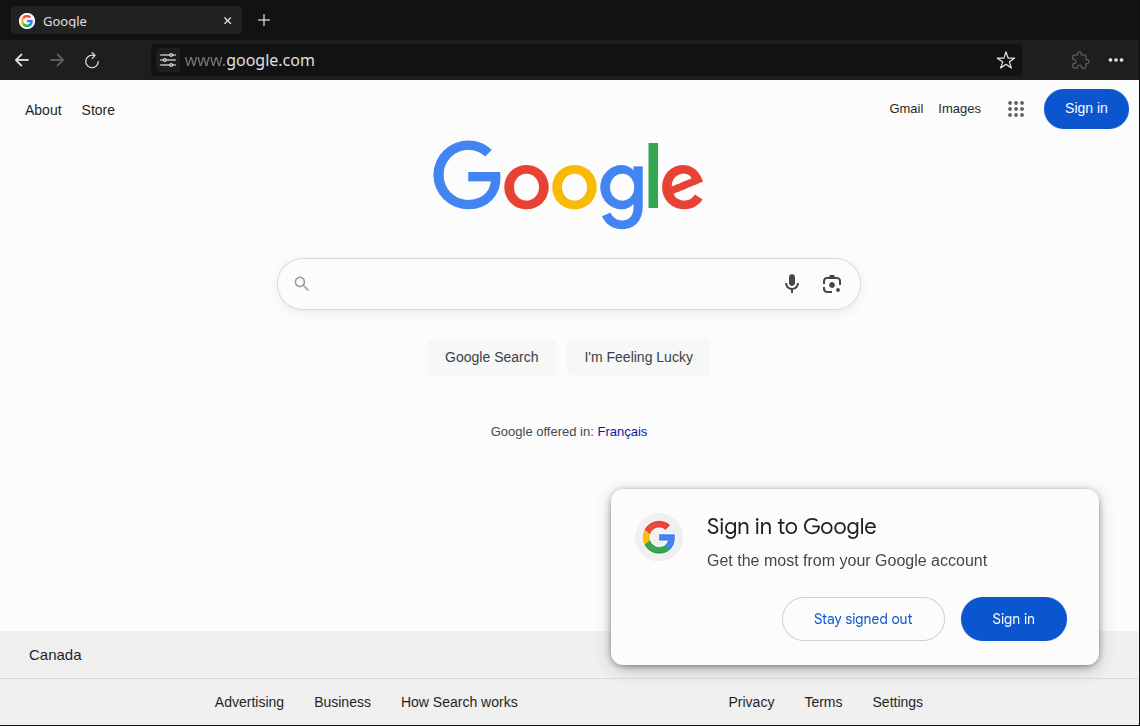 Google
www.google.com
About Store
Gmail Images Sign in
Google
Google Search I'm Feeling Lucky
Google offered in: Français
Sign in to Google
Get the most from your Google account
Stay signed out Sign in
Canada
Advertising Business How Search works Privacy Terms Settings